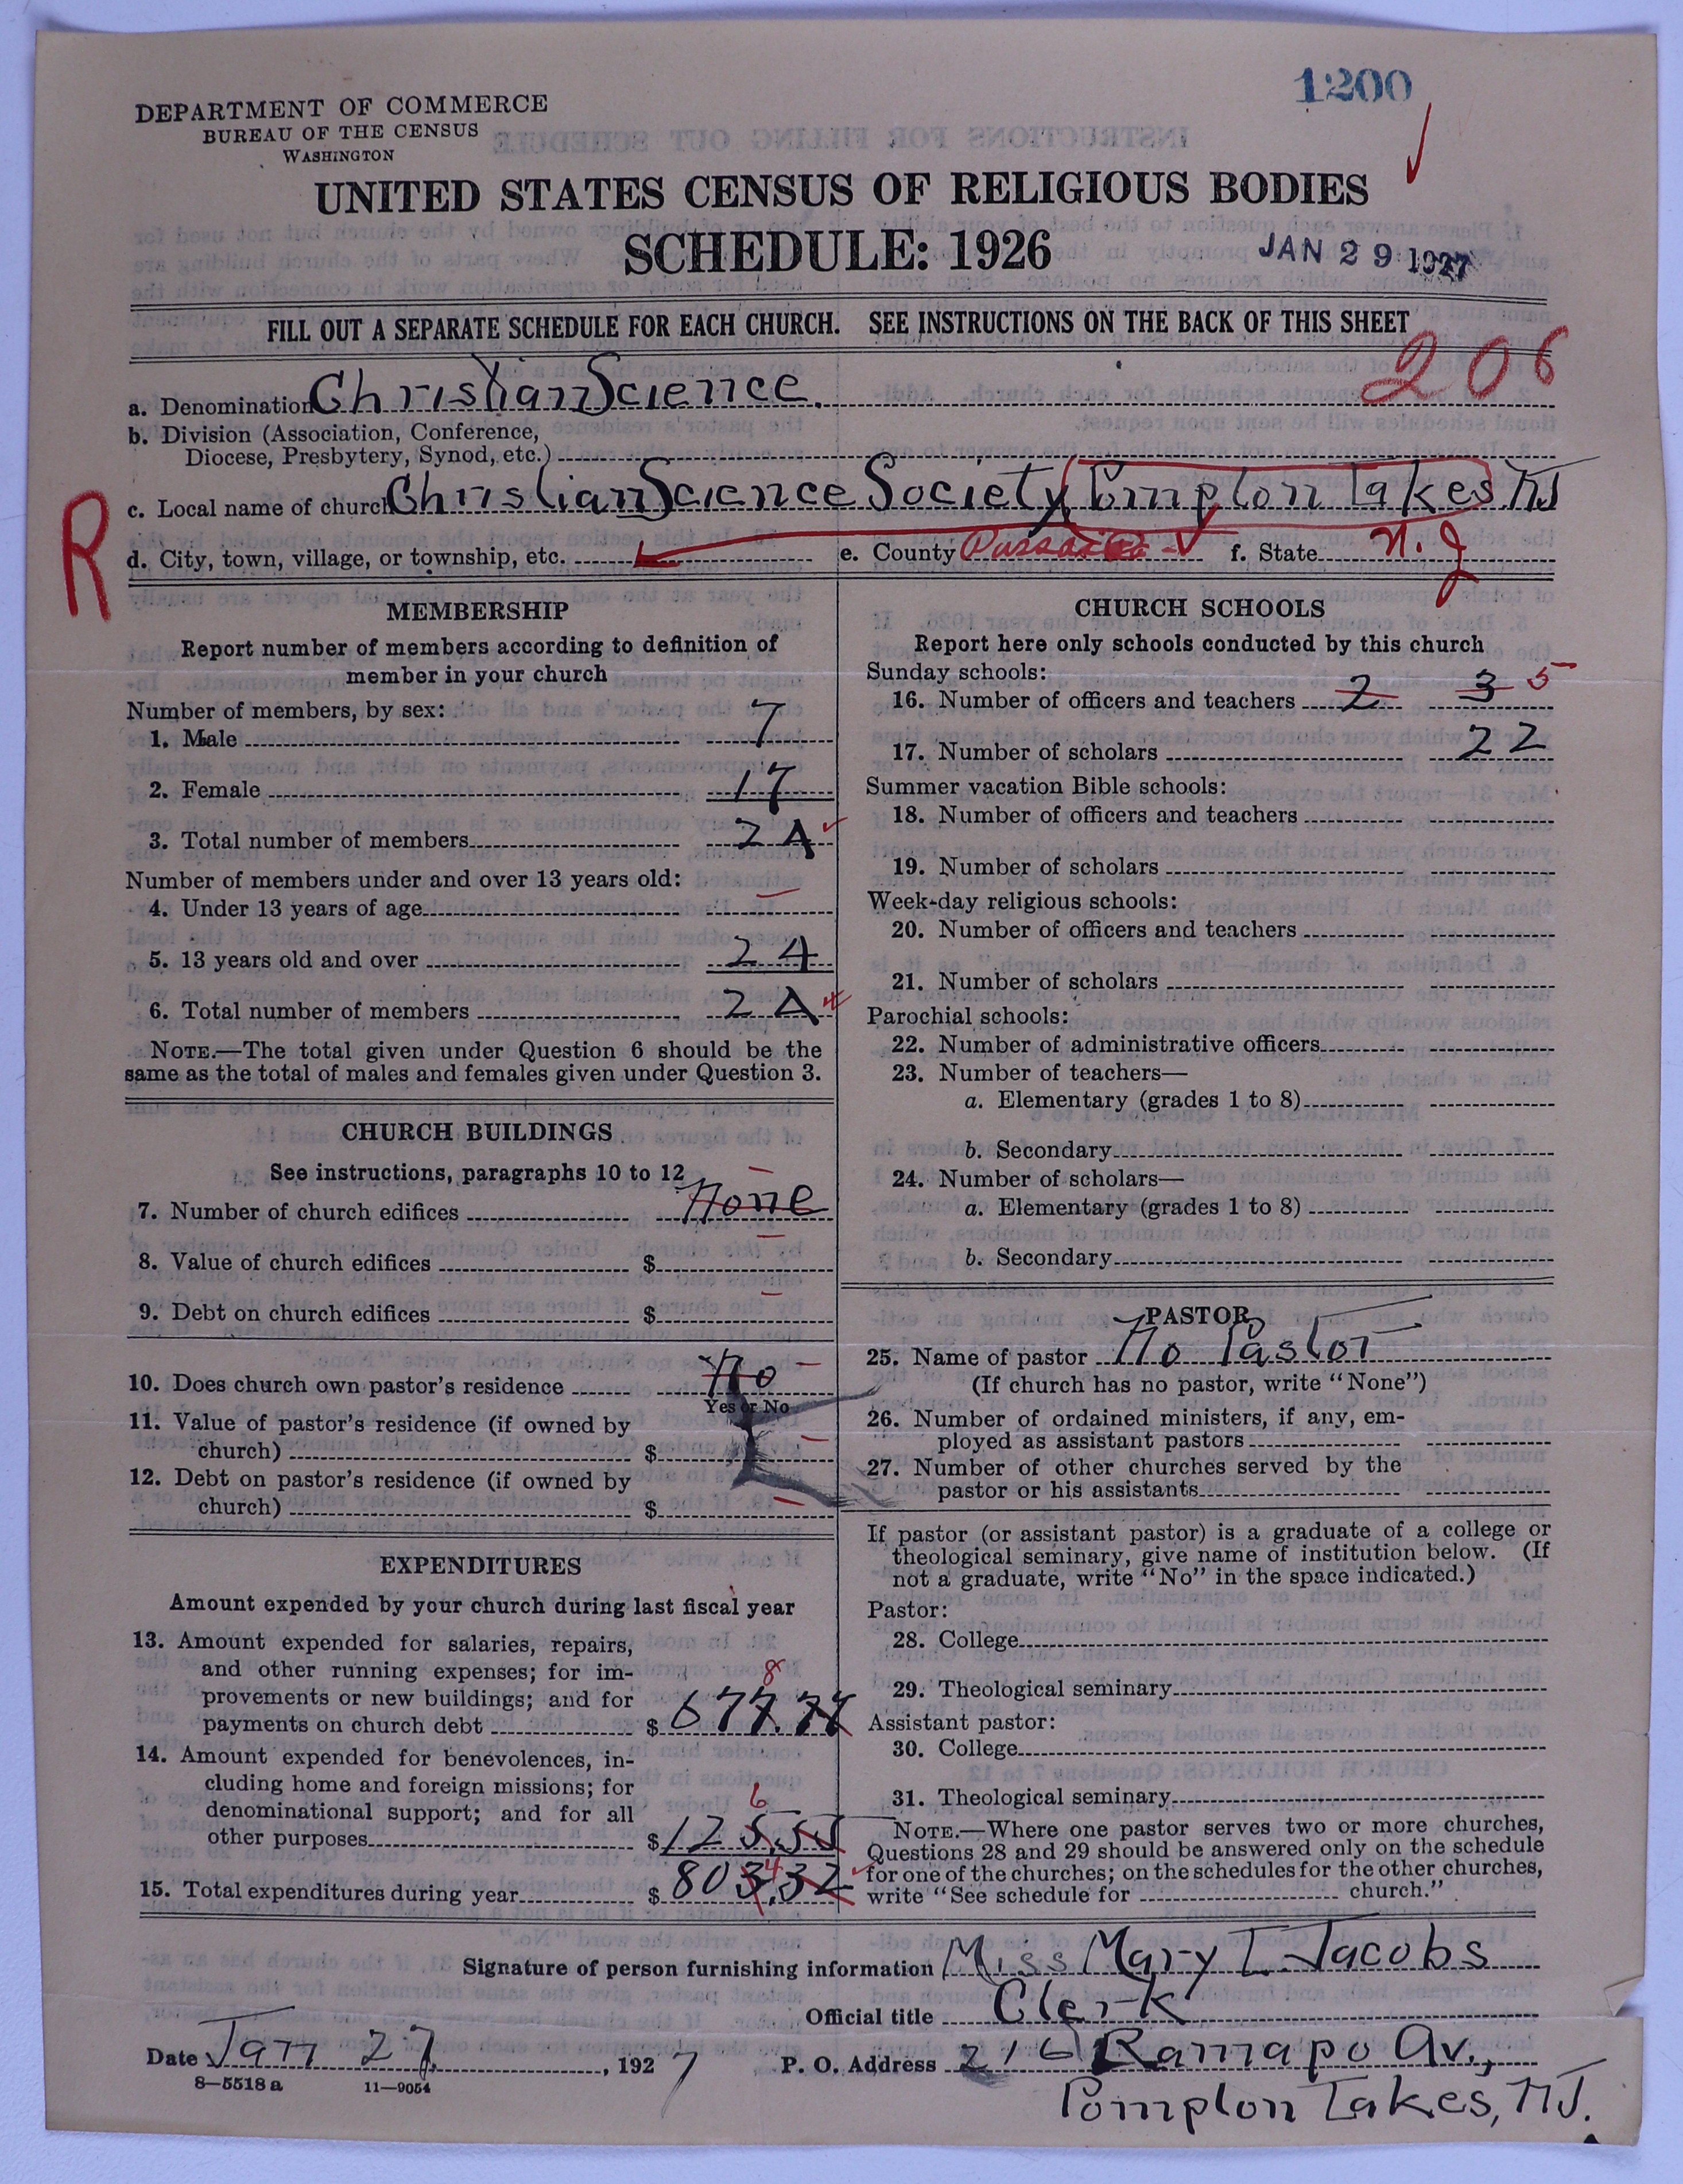 1200
DEPARTMENT OF COMMERCE
BUREAU OF THE CENSUS
WASHINGTON
UNITED STATES CENSUS OF RELIGIOUS BODIES
SCHEDULE: 1926
JAN 29 1927
FILL OUT A SEPARATE SCHEDULE FOR EACH CHURCH. SEE INSTRUCTIONS ON THE BACK OF THIS SHEET
206
a. Denomination Christian Science.
b. Division (Association, Conference,
Diocese, Presbytery, Synod, etc.)
c. Local name of church Christian Science Society, Pompton Lakes NJ
R
d. City, town, village, or township, etc. e. County Passaic f. State N.J
MEMBERSHIP
Report number of members according to definition of
member in your church
Number of members, by sex:
1. Male 7
2. Female 17
3. Total number of members 24
Number of members under and over 13 years old:
4. Under 13 years of age —
5. 13 years old and over 24
6. Total number of members 24
NOTE.—The total given under Question 6 should be the
same as the total of males and females given under Question 3.
CHURCH BUILDINGS
See instructions, paragraphs 10 to 12
7. Number of church edifices None
8. Value of church edifices $ —
9. Debt on church edifices $ —
10. Does church own pastor's residence No —
Yes or No
11. Value of pastor's residence (if owned by
church) $ —
12. Debt on pastor's residence (if owned by
church) $ —
EXPENDITURES
Amount expended by your church during last fiscal year
13. Amount expended for salaries, repairs,
and other running expenses; for im-
provements or new buildings; and for
8
payments on church debt $ 677.77
14. Amount expended for benevolences, in-
cluding home and foreign missions; for
denominational support; and for all
6
other purposes $ 125.55
4
15. Total expenditures during year $ 803.32
CHURCH SCHOOLS
Report here only schools conducted by this church
Sunday schools:
16. Number of officers and teachers 2 3 5
17. Number of scholars 22
Summer vacation Bible schools:
18. Number of officers and teachers
19. Number of scholars
Week-day religious schools:
20. Number of officers and teachers
21. Number of scholars
Parochial schools:
22. Number of administrative officers
23. Number of teachers—
a. Elementary (grades 1 to 8)
b. Secondary
24. Number of scholars—
a. Elementary (grades 1 to 8)
b. Secondary
PASTOR
25. Name of pastor No Pastor
(If church has no pastor, write "None")
26. Number of ordained ministers, if any, em-
ployed as assistant pastors
27. Number of other churches served by the
pastor or his assistants
If pastor (or assistant pastor) is a graduate of a college or
theological seminary, give name of institution below. (If
not a graduate, write "No" in the space indicated.)
Pastor:
28. College
29. Theological seminary
Assistant pastor:
30. College
31. Theological seminary
NOTE.—Where one pastor serves two or more churches,
Questions 28 and 29 should be answered only on the schedule
for one of the churches; on the schedules for the other churches,
write "See schedule for church."
Signature of person furnishing information Miss Mary L. Jacobs
Official title Clerk
Date Jan 27, 1927 P. O. Address 216 Ramapo Av.,
8—5518a 11—9054
Pompton Lakes, NJ.